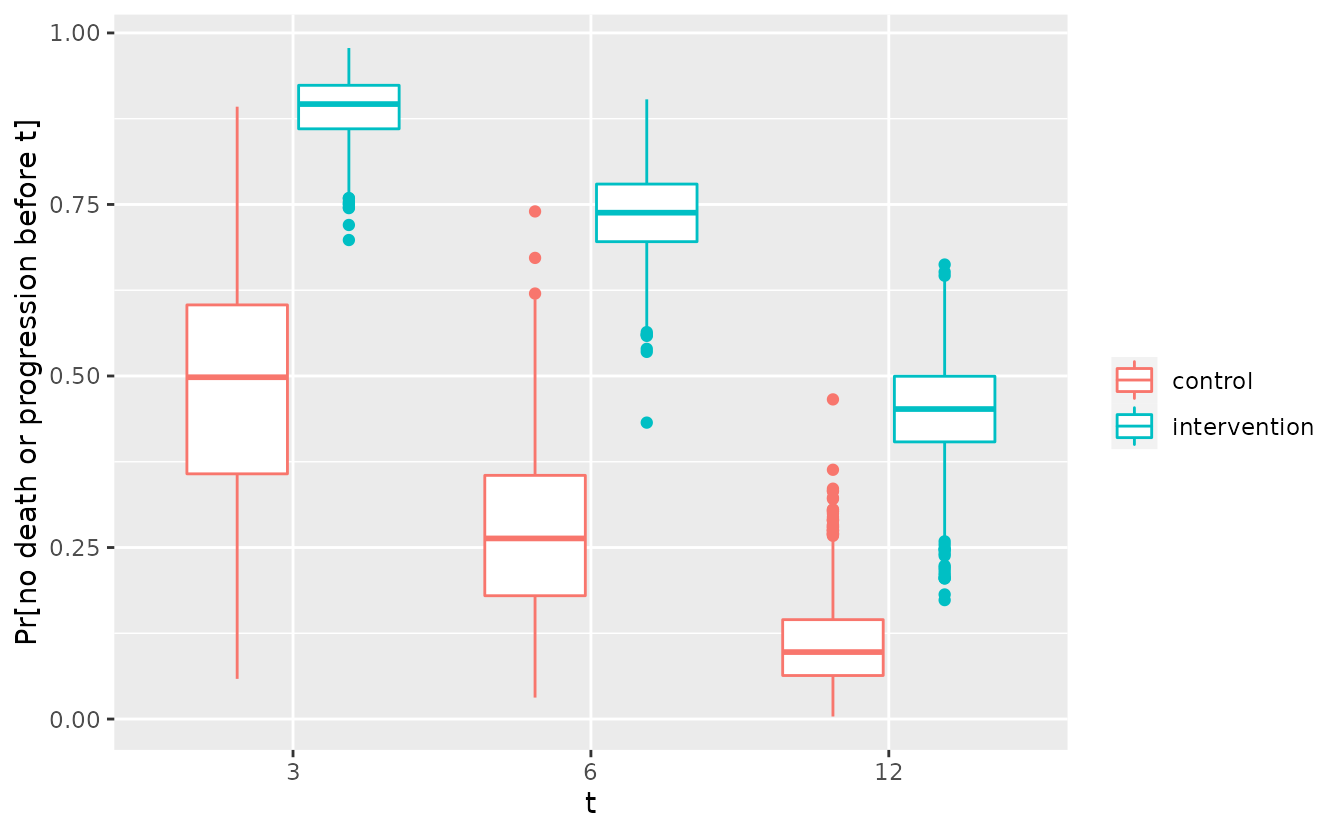 Pr[no death or progression before t]
1.00
0.75
0.50
0.25
0.00
3
6
12
t
control
intervention